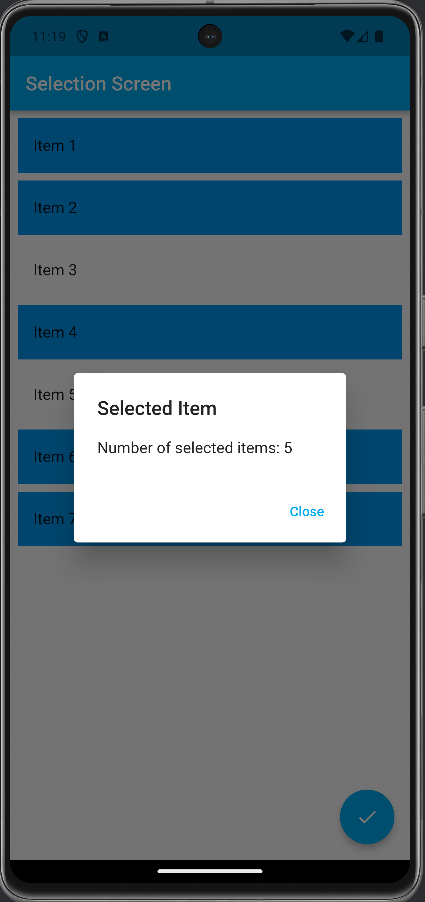 11:19
Selection Screen
Item 1
Item 2
Item 3
Item 4
Item 5
Selected Item
Number of selected items: 5
Item 6
Close
Item 7